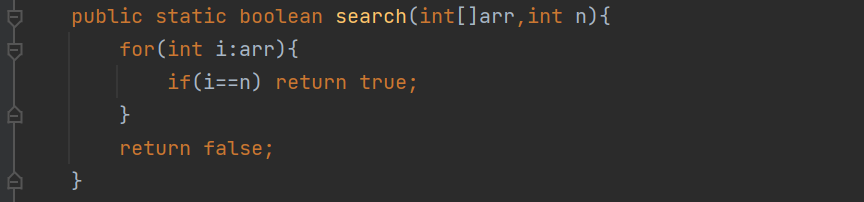 public static boolean search(int[]arr,int n){
for(int i:arr){
if(i==n) return true;
}
return false;
}